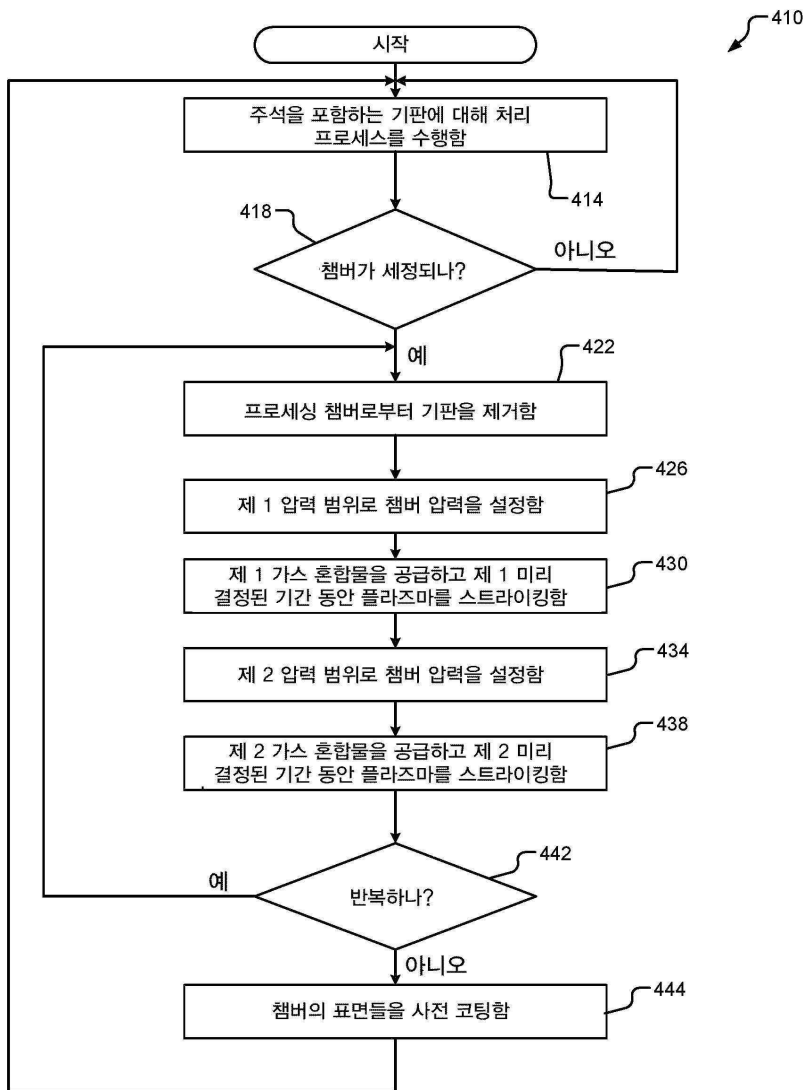 410
시작
주석을 포함하는 기판에 대해 처리
프로세스를 수행함
414
418
챔버가 세정되나?
아니오
예
422
프로세싱 챔버로부터 기판을 제거함
426
제 1 압력 범위로 챔버 압력을 설정함
430
제 1 가스 혼합물을 공급하고 제 1 미리
결정된 기간 동안 플라즈마를 스트라이킹함
434
제 2 압력 범위로 챔버 압력을 설정함
438
제 2 가스 혼합물을 공급하고 제 2 미리
결정된 기간 동안 플라즈마를 스트라이킹함
442
예
반복하나?
아니오
444
챔버의 표면들을 사전 코팅함